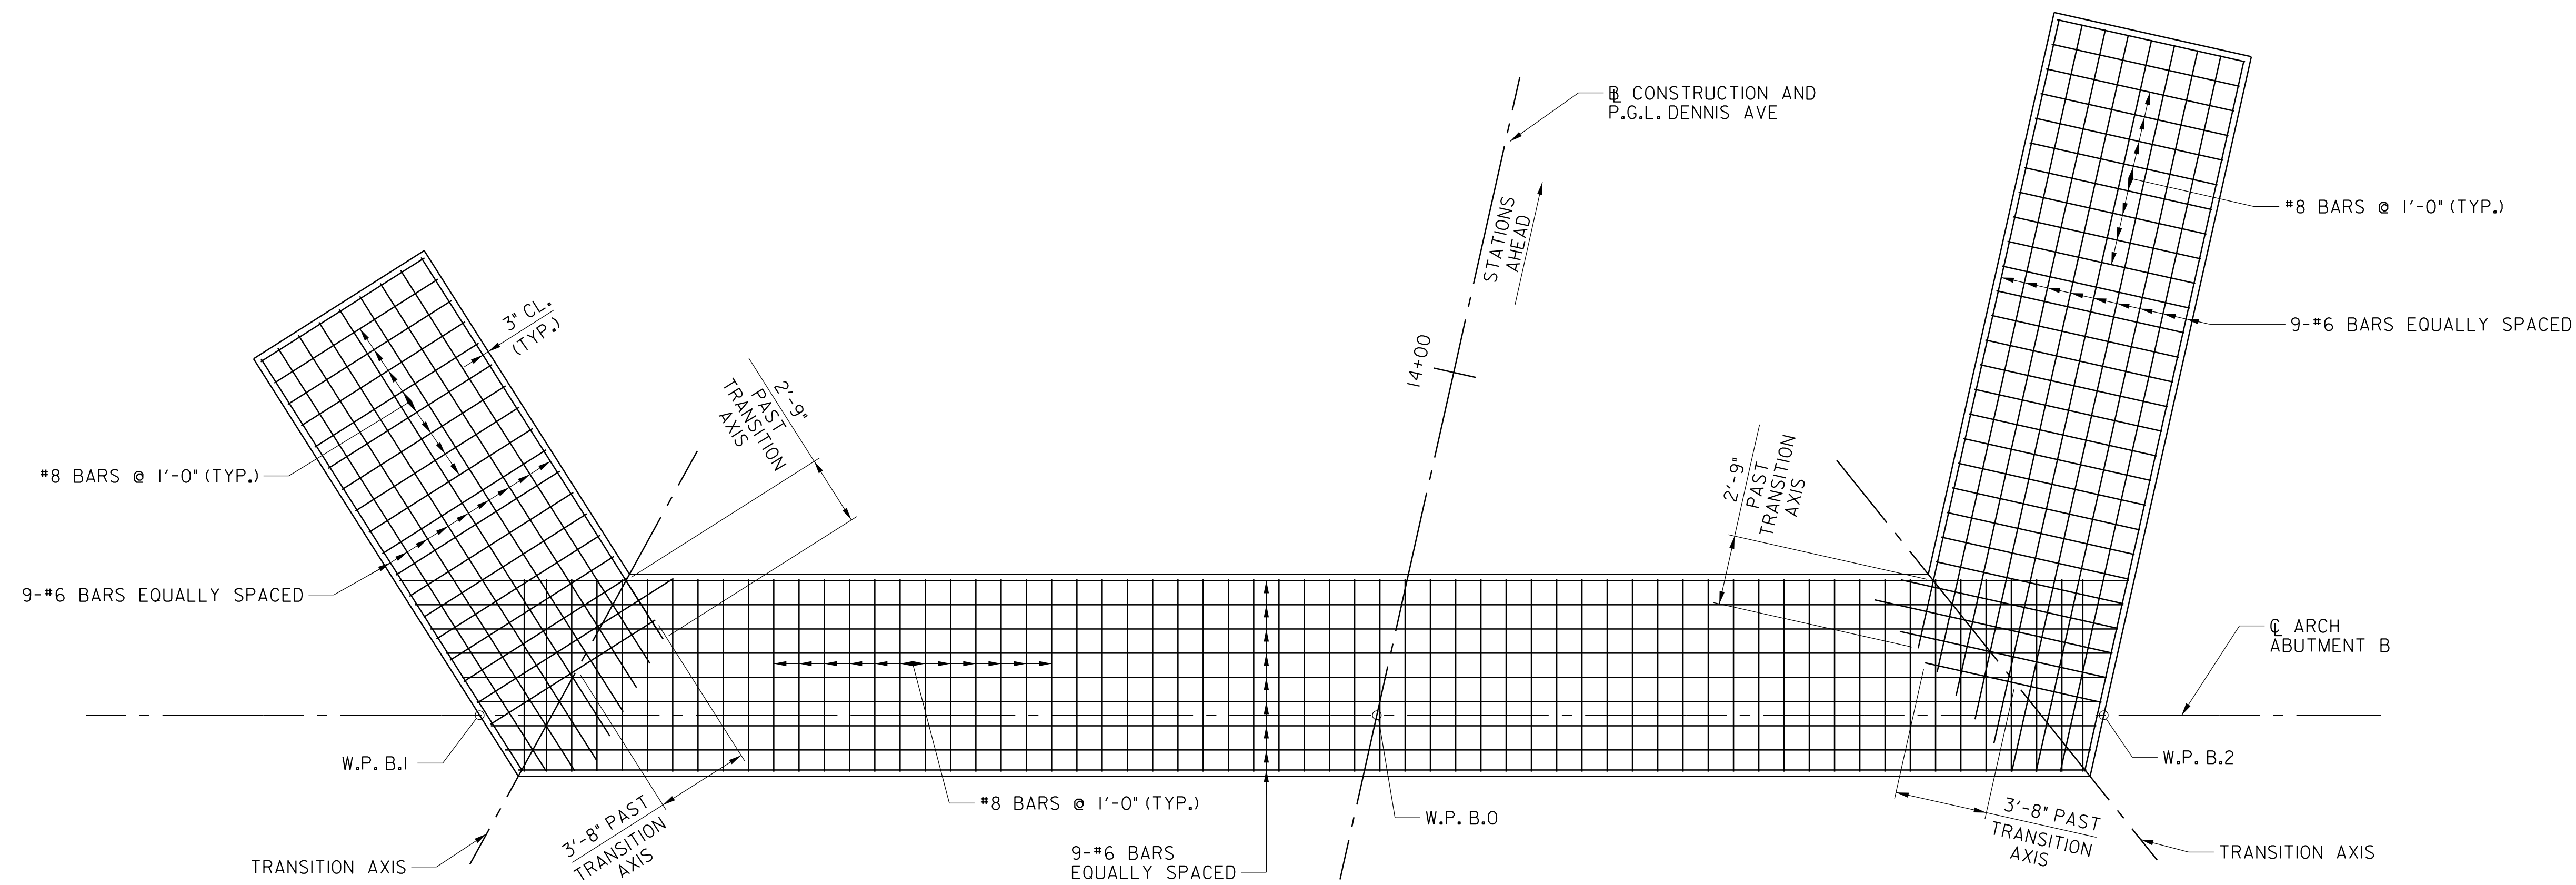 ℄ CONSTRUCTION AND
P.G.L. DENNIS AVE
STATIONS
AHEAD
14+00
#8 BARS @ 1'-0" (TYP.)
9-#6 BARS EQUALLY SPACED
3" CL.
(TYP.)
2'-9"
PAST
TRANSITION
AXIS
#8 BARS @ 1'-0" (TYP.)
9-#6 BARS EQUALLY SPACED
2'-9"
PAST
TRANSITION
AXIS
℄ ARCH
ABUTMENT B
W.P. B.1
W.P. B.2
#8 BARS @ 1'-0" (TYP.)
W.P. B.0
3'-8" PAST
TRANSITION
AXIS
3'-8" PAST
TRANSITION
AXIS
9-#6 BARS
EQUALLY SPACED
TRANSITION AXIS
TRANSITION AXIS